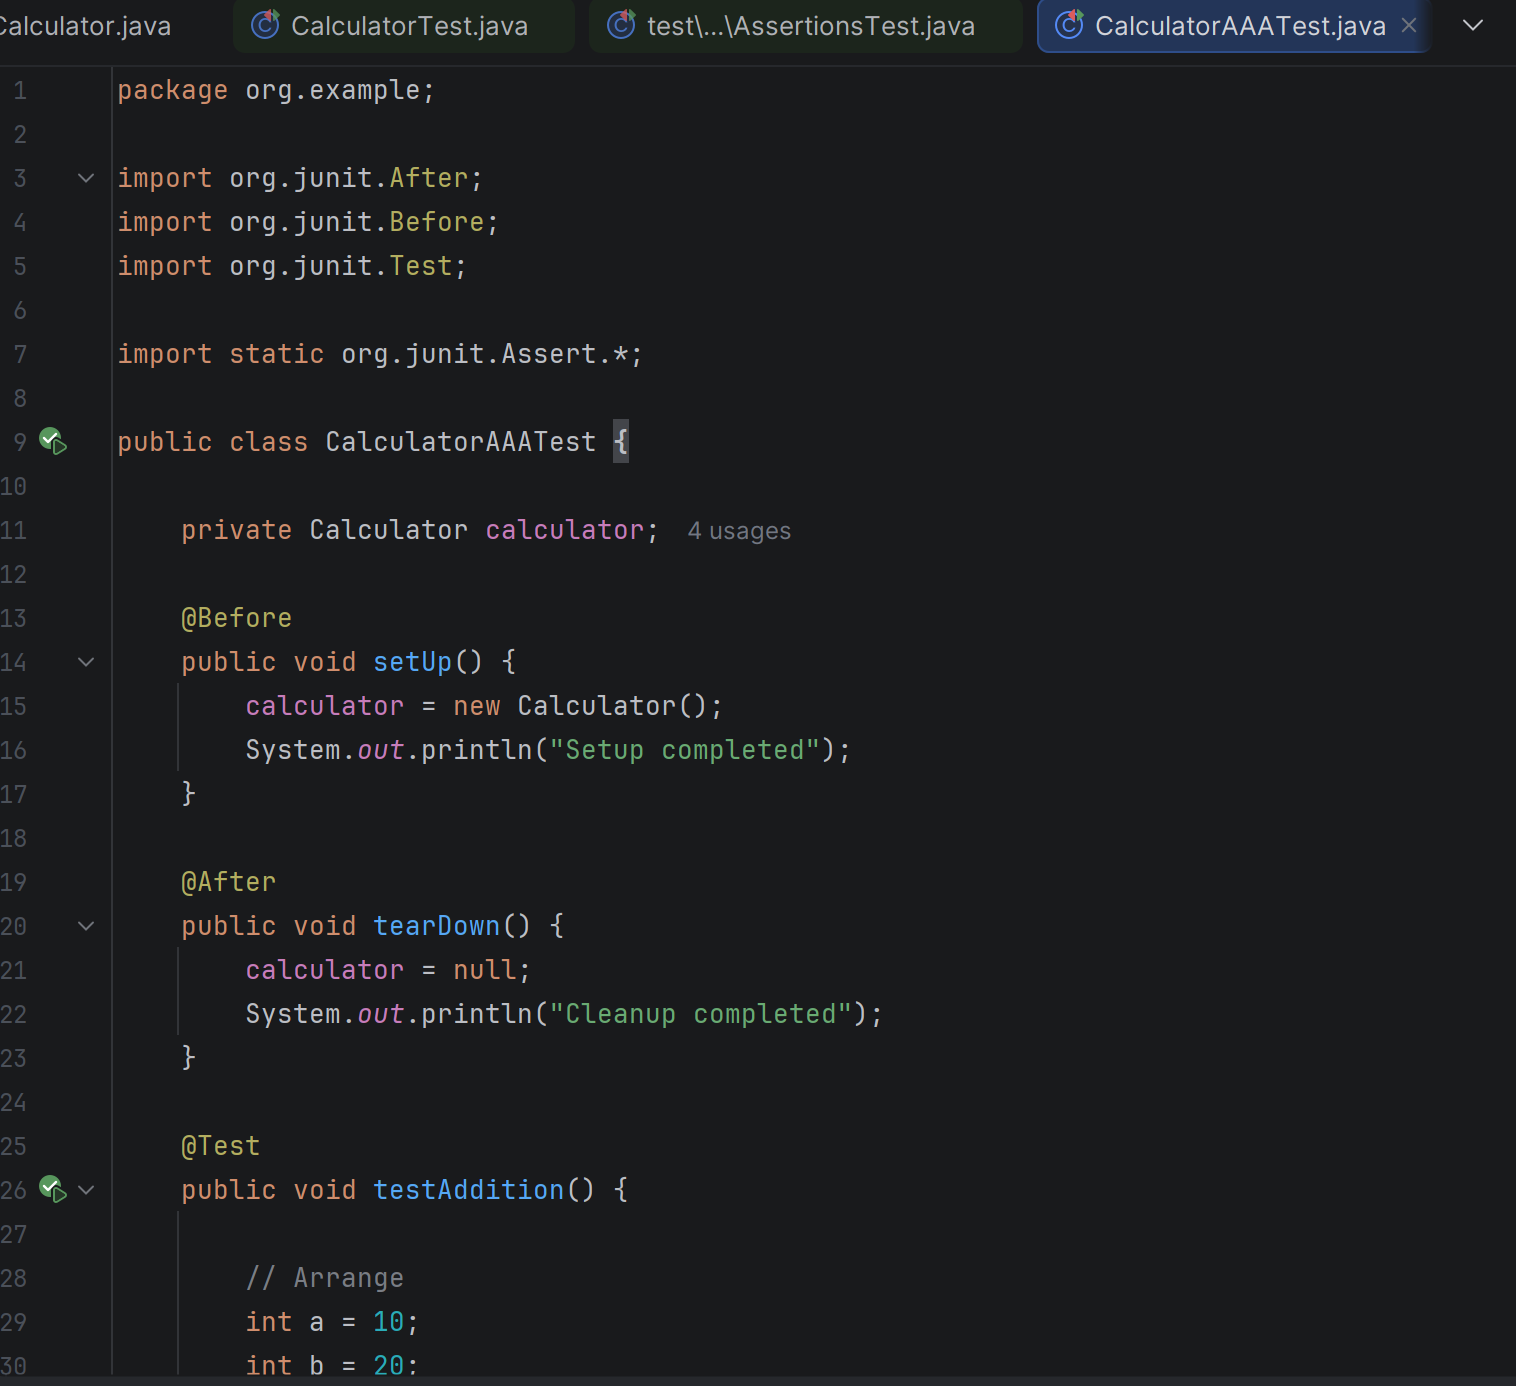 Calculator.java CalculatorTest.java test\...\AssertionsTest.java CalculatorAAATest.java
1 package org.example;
2
3 import org.junit.After;
4 import org.junit.Before;
5 import org.junit.Test;
6
7 import static org.junit.Assert.*;
8
9 public class CalculatorAAATest {
10
11     private Calculator calculator; 4 usages
12
13     @Before
14     public void setUp() {
15         calculator = new Calculator();
16         System.out.println("Setup completed");
17     }
18
19     @After
20     public void tearDown() {
21         calculator = null;
22         System.out.println("Cleanup completed");
23     }
24
25     @Test
26     public void testAddition() {
27
28         // Arrange
29         int a = 10;
30         int b = 20;